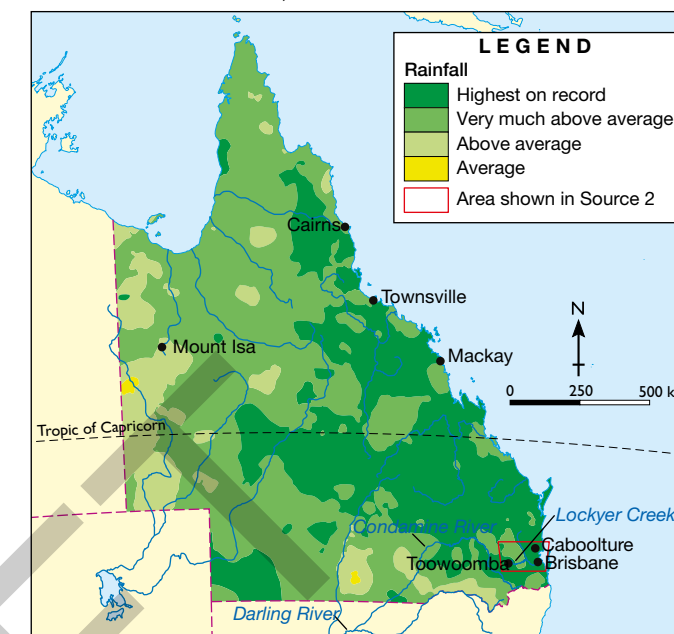 LEGEND
Rainfall
Highest on record
Very much above average
Above average
Average
Area shown in Source 2
Cairns
Townsville
N
Mount Isa
Mackay
0 250 500 k
Tropic of Capricorn
Condamine River
Lockyer Creek
Caboolture
Toowoomba
Brisbane
Darling River